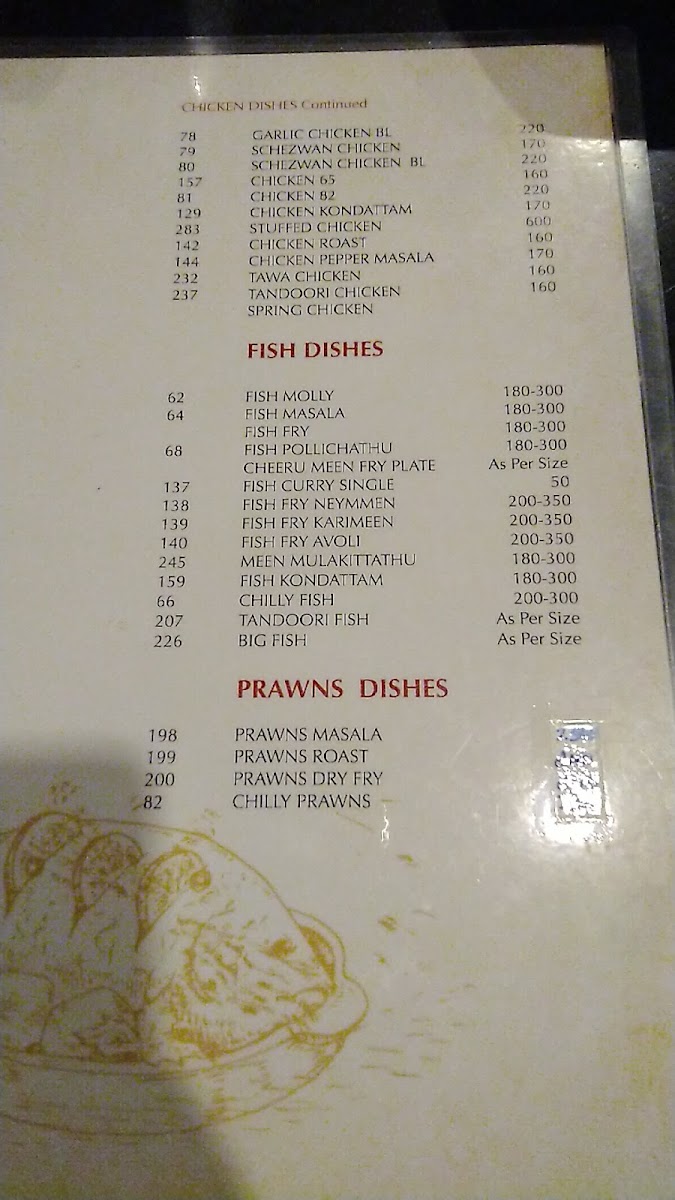 CHICKEN DISHES Continued
78 GARLIC CHICKEN BL 220
79 SCHEZWAN CHICKEN 170
80 SCHEZWAN CHICKEN BL 220
157 CHICKEN 65 160
81 CHICKEN 82 220
129 CHICKEN KONDATTAM 170
283 STUFFED CHICKEN 600
142 CHICKEN ROAST 160
144 CHICKEN PEPPER MASALA 170
232 TAWA CHICKEN 160
237 TANDOORI CHICKEN 160
SPRING CHICKEN
FISH DISHES
62 FISH MOLLY 180-300
64 FISH MASALA 180-300
FISH FRY 180-300
68 FISH POLLICHATHU 180-300
CHEERU MEEN FRY PLATE As Per Size
137 FISH CURRY SINGLE 50
138 FISH FRY NEYMMEN 200-350
139 FISH FRY KARIMEEN 200-350
140 FISH FRY AVOLI 200-350
245 MEEN MULAKITTATHU 180-300
159 FISH KONDATTAM 180-300
66 CHILLY FISH 200-300
207 TANDOORI FISH As Per Size
226 BIG FISH As Per Size
PRAWNS DISHES
198 PRAWNS MASALA
199 PRAWNS ROAST
200 PRAWNS DRY FRY
82 CHILLY PRAWNS